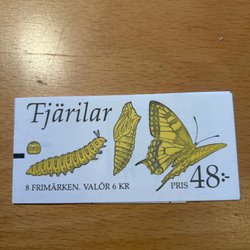 Fjärilar
8 FRIMÄRKEN. VALÖR 6 KR
PRIS 48:-